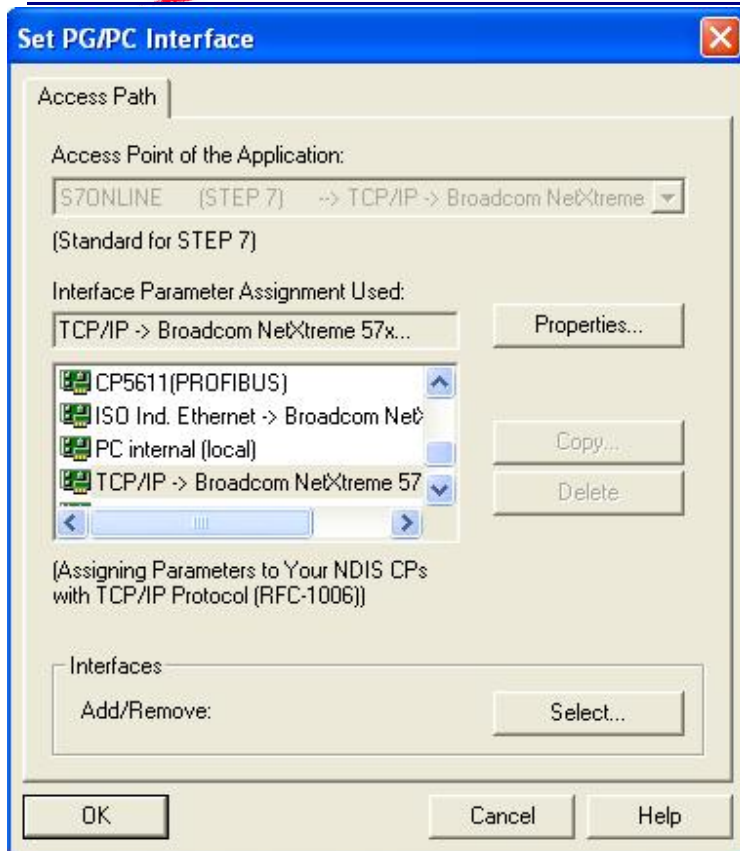 Set PG/PC Interface
Access Path
Access Point of the Application:
S7ONLINE (STEP 7) --> TCP/IP -> Broadcom NetXtreme
(Standard for STEP 7)
Interface Parameter Assignment Used:
TCP/IP -> Broadcom NetXtreme 57x...
Properties...
CP5611(PROFIBUS)
ISO Ind. Ethernet -> Broadcom Net
PC internal (local)
TCP/IP -> Broadcom NetXtreme 57
Copy...
Delete
(Assigning Parameters to Your NDIS CPs
with TCP/IP Protocol (RFC-1006))
Interfaces
Add/Remove:
Select...
OK
Cancel
Help